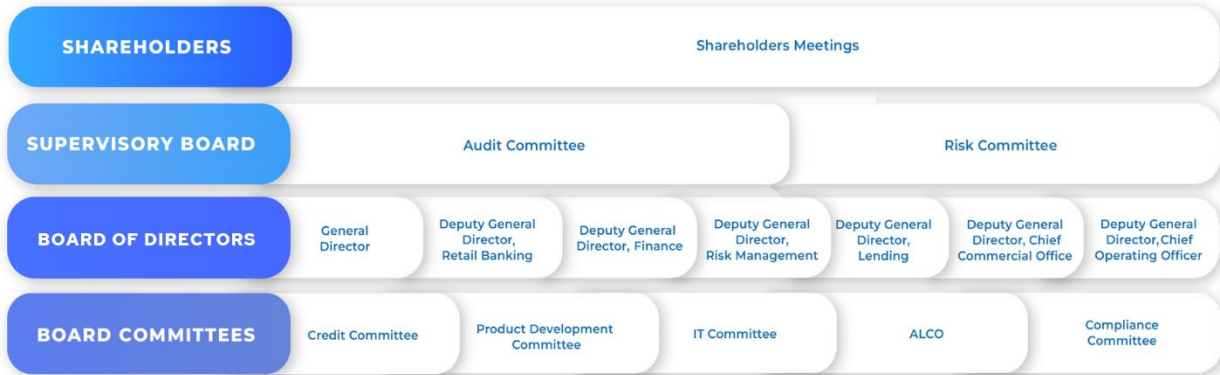 SHAREHOLDERS
Shareholders Meetings
SUPERVISORY BOARD
Audit Committee
Risk Committee
BOARD OF DIRECTORS
General
Director
Deputy General
Director,
Retail Banking
Deputy General
Director, Finance
Deputy General
Director,
Risk Management
Deputy General
Director,
Lending
Deputy General
Director, Chief
Commercial Office
Deputy General
Director,Chief
Operating Officer
BOARD COMMITTEES
Credit Committee
Product Development
Committee
IT Committee
ALCO
Compliance
Committee